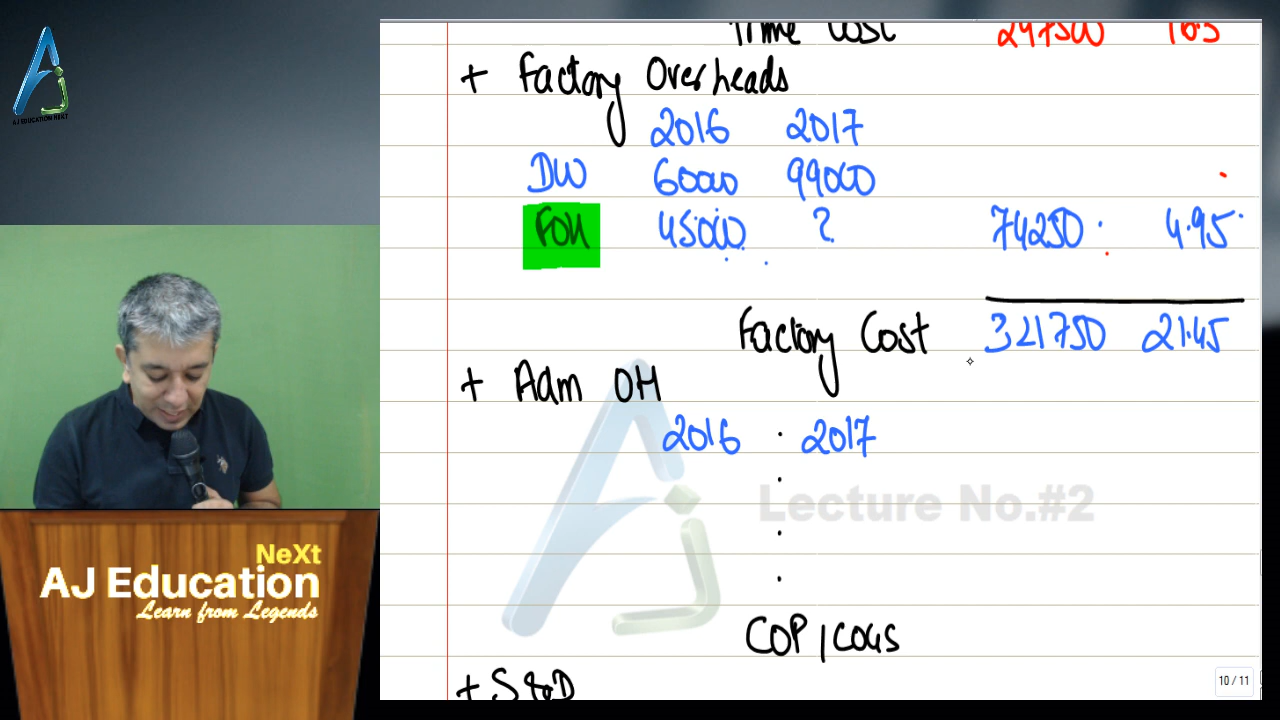 AJ EDUCATION NEXT
Prime Cost 247500 16.5
+ Factory Overheads
2016 2017
DW 60000 99000
FOH 45000 ? 74250 4.95
Factory Cost 321750 21.45
+ Adm OH
2016 2017
Lecture No.#2
COP / COGS
+ S & D
10 / 11
NeXt
AJ Education
Learn from Legends